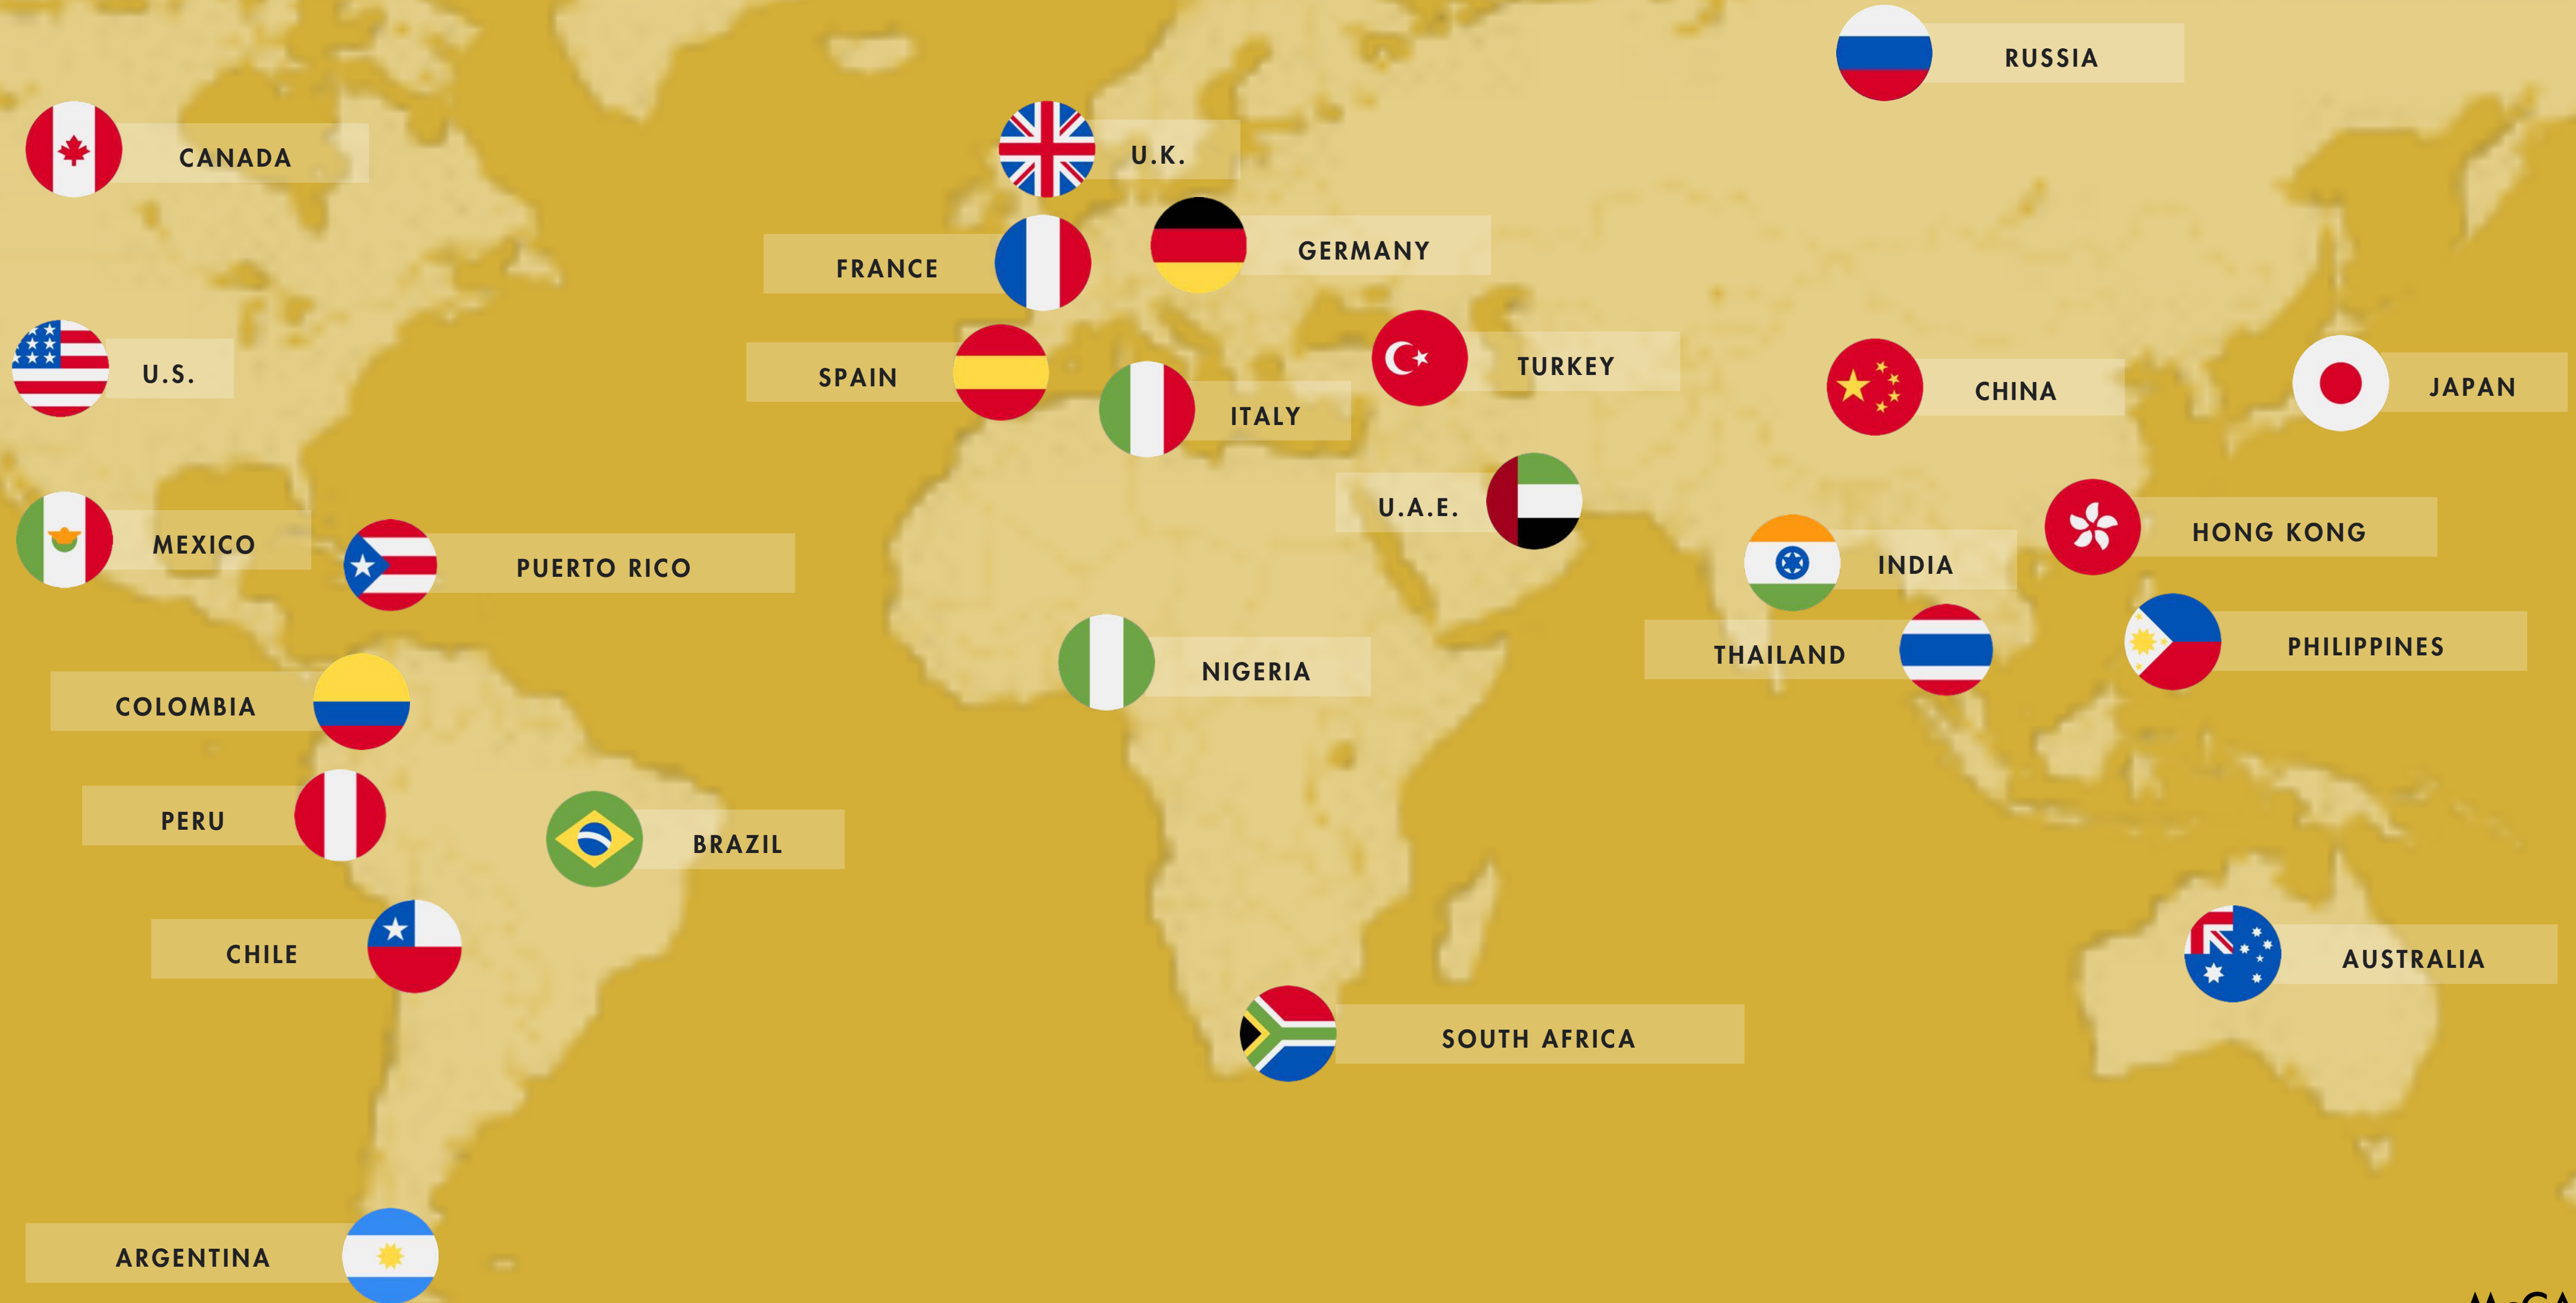 RUSSIA
CANADA
U.K.
FRANCE
GERMANY
U.S.
SPAIN
ITALY
TURKEY
CHINA
JAPAN
U.A.E.
MEXICO
PUERTO RICO
INDIA
HONG KONG
COLOMBIA
NIGERIA
THAILAND
PHILIPPINES
PERU
BRAZIL
CHILE
AUSTRALIA
SOUTH AFRICA
ARGENTINA